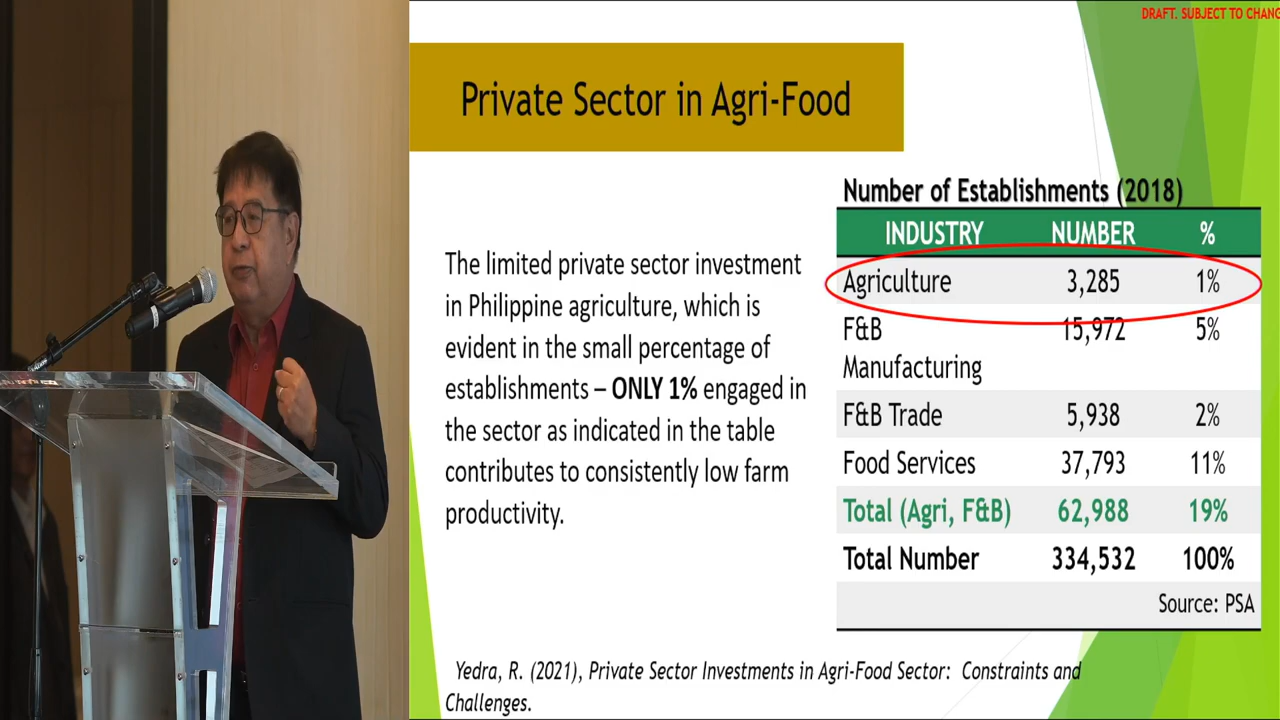 DRAFT. SUBJECT TO CHANG
Private Sector in Agri-Food
Number of Establishments (2018)
INDUSTRY NUMBER %
Agriculture 3,285 1%
F&B 15,972 5%
Manufacturing
F&B Trade 5,938 2%
Food Services 37,793 11%
Total (Agri, F&B) 62,988 19%
Total Number 334,532 100%
Source: PSA
The limited private sector investment
in Philippine agriculture, which is
evident in the small percentage of
establishments – ONLY 1% engaged in
the sector as indicated in the table
contributes to consistently low farm
productivity.
Yedra, R. (2021), Private Sector Investments in Agri-Food Sector: Constraints and
Challenges.